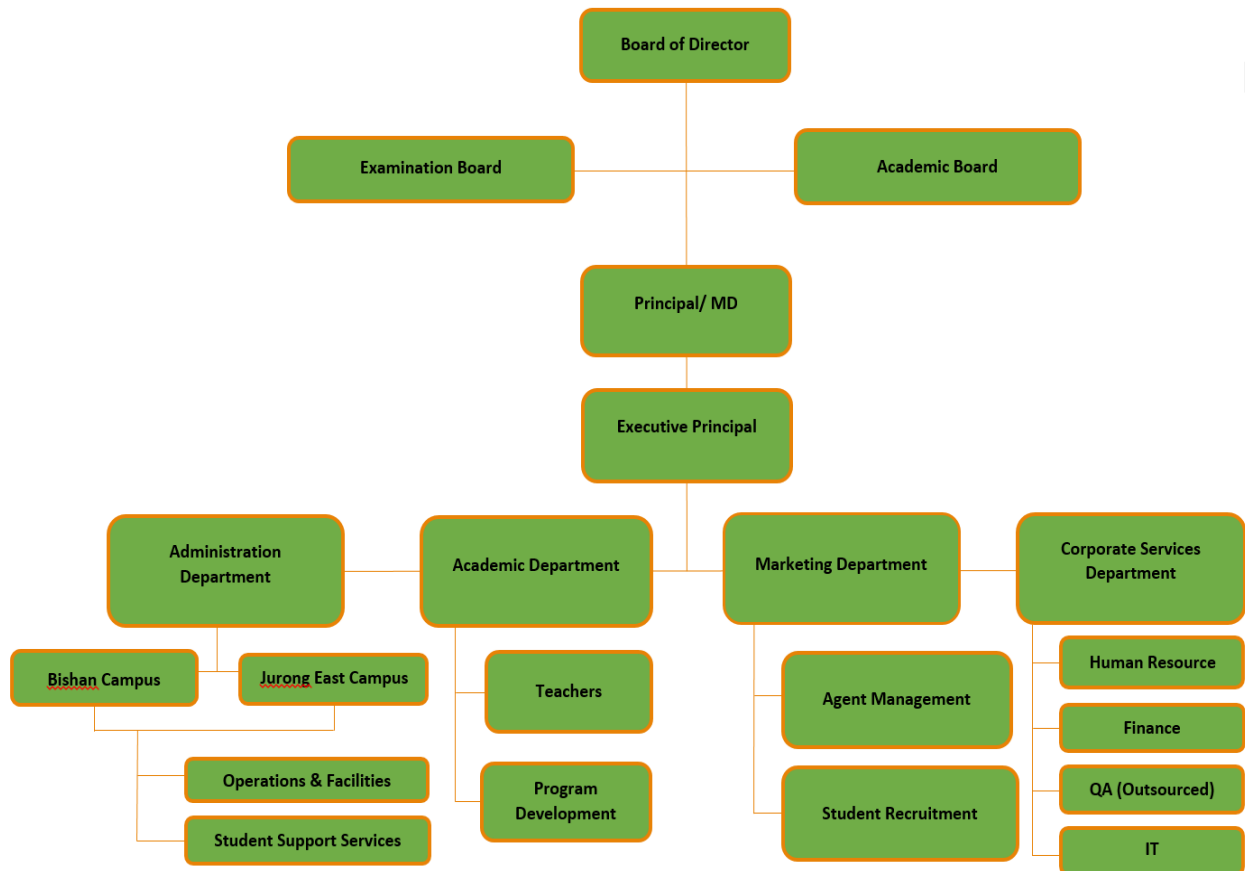 Board of Director
Examination Board
Academic Board
Principal/ MD
Executive Principal
Administration
Department
Academic Department
Marketing Department
Corporate Services
Department
Bishan Campus
Jurong East Campus
Operations & Facilities
Student Support Services
Teachers
Program
Development
Agent Management
Student Recruitment
Human Resource
Finance
QA (Outsourced)
IT